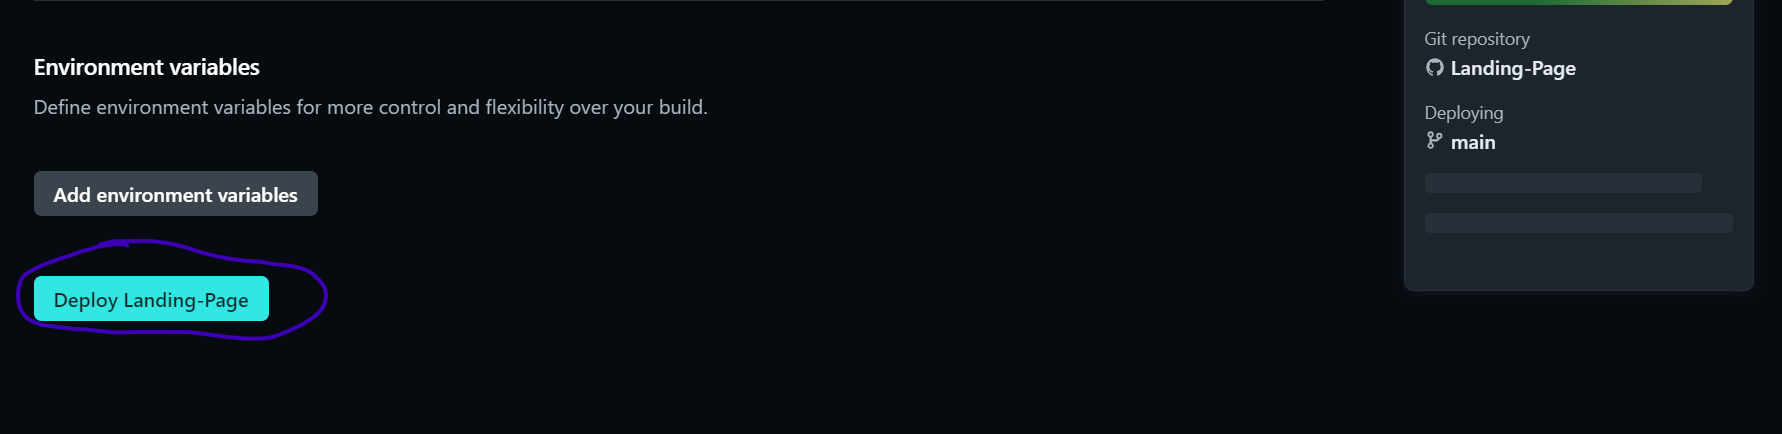 Environment variables
Define environment variables for more control and flexibility over your build.
Add environment variables
Deploy Landing-Page
Git repository
Landing-Page
Deploying
main